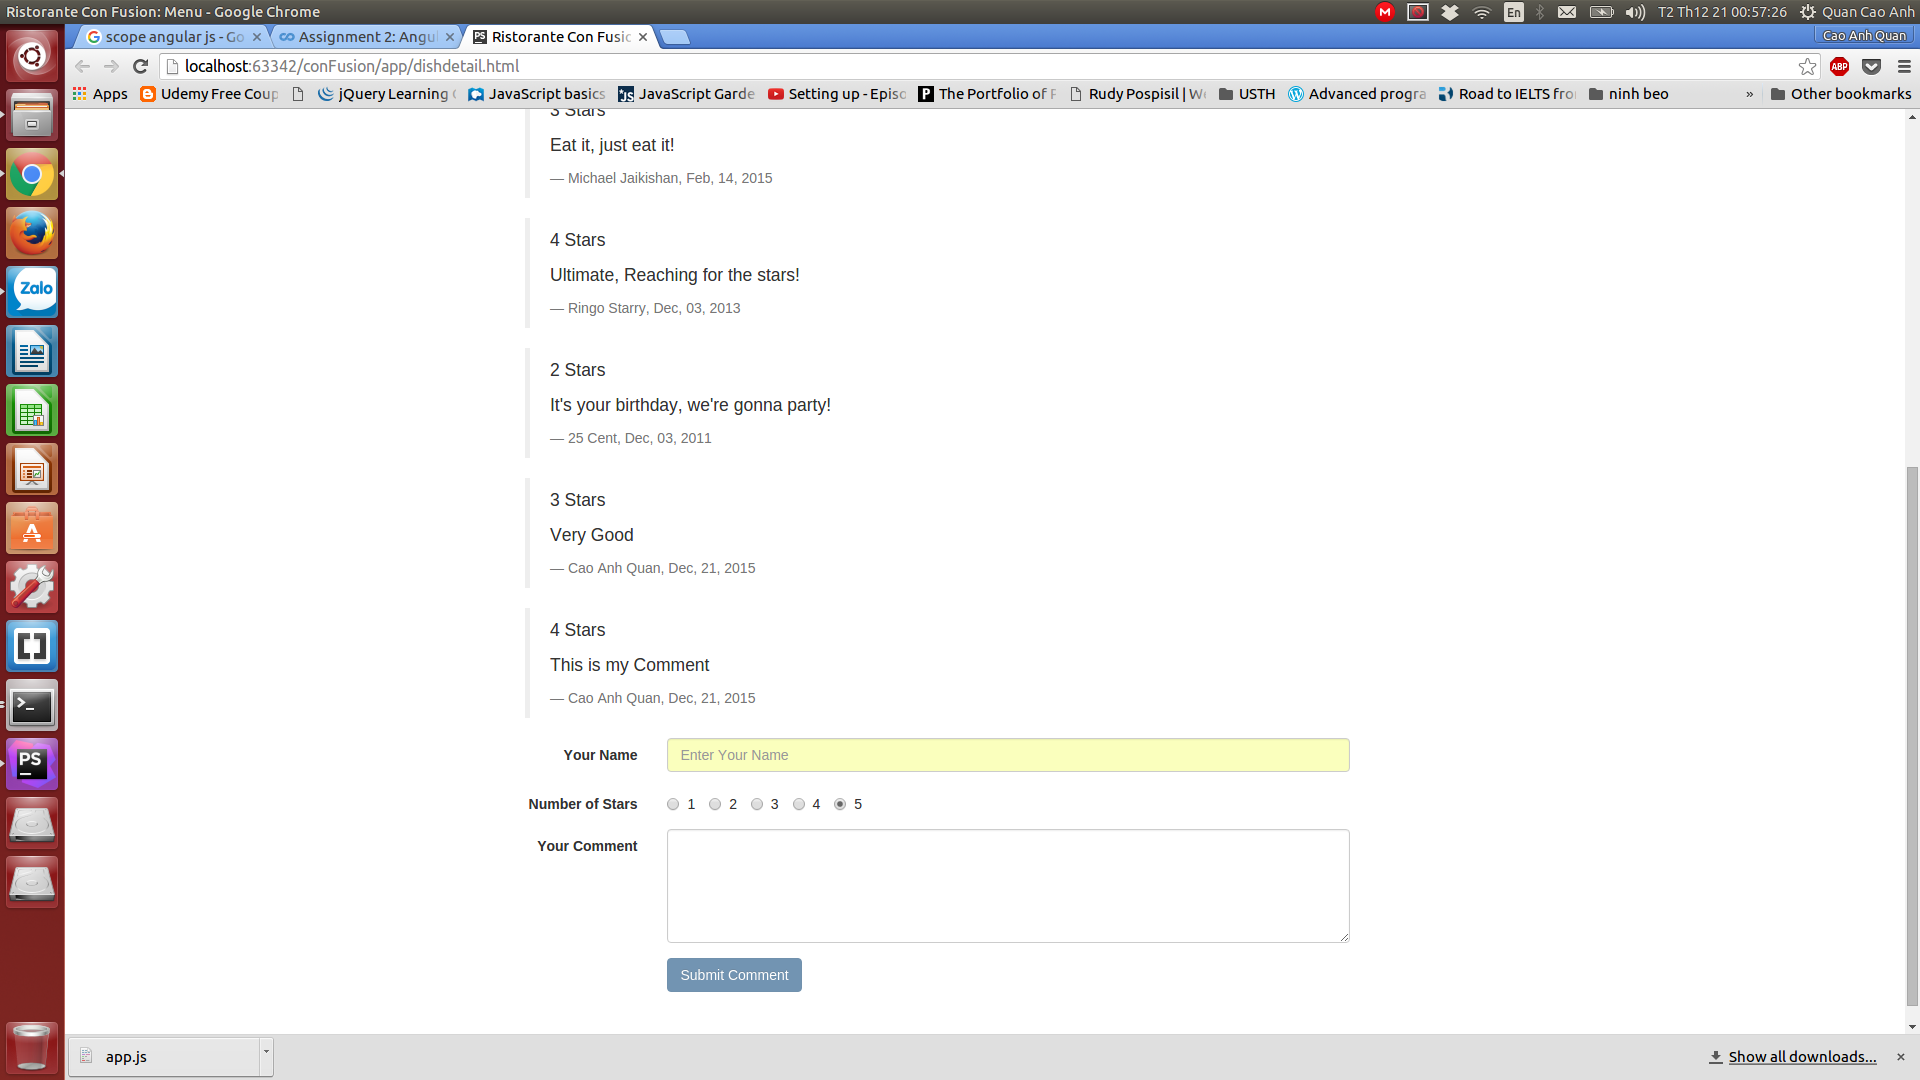 Ristorante Con Fusion: Menu - Google Chrome
M En T2 Th12 21 00:57:26 Quan Cao Anh
scope angular js - Go
Assignment 2: Angu
PS Ristorante Con Fusi
Cao Anh Quan
localhost:63342/conFusion/app/dishdetail.html
ABP
Apps Udemy Free Coup jQuery Learning JavaScript basics JavaScript Garde Setting up - Episo The Portfolio of Rudy Pospisil | USTH Advanced progra Road to IELTS fro ninh beo » Other bookmarks
3 Stars
Eat it, just eat it!
— Michael Jaikishan, Feb, 14, 2015
4 Stars
Ultimate, Reaching for the stars!
— Ringo Starry, Dec, 03, 2013
2 Stars
It's your birthday, we're gonna party!
— 25 Cent, Dec, 03, 2011
3 Stars
Very Good
— Cao Anh Quan, Dec, 21, 2015
4 Stars
This is my Comment
— Cao Anh Quan, Dec, 21, 2015
Your Name Enter Your Name
Number of Stars 1 2 3 4 5
Your Comment
Submit Comment
Zalo
PS
app.js
Show all downloads...